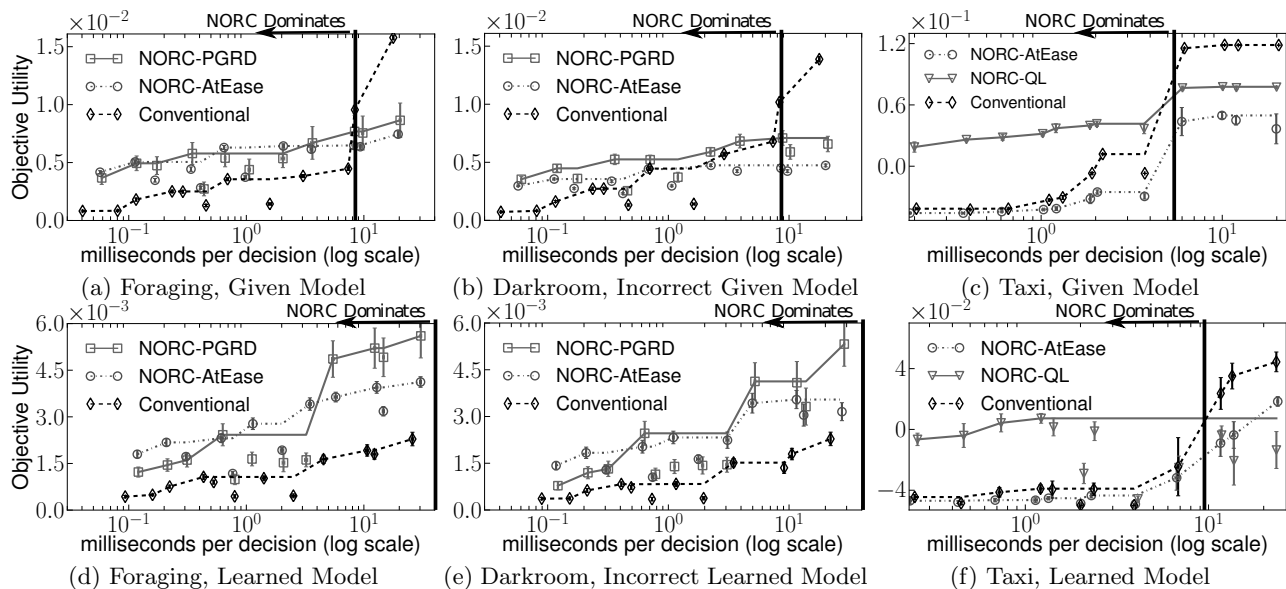 ×10⁻² NORC Dominates
Objective Utility
1.5
1.0
0.5
0.0
NORC-PGRD
NORC-AtEase
Conventional
10⁻¹ 10⁰ 10¹
milliseconds per decision (log scale)
(a) Foraging, Given Model
×10⁻² NORC Dominates
1.5
1.0
0.5
0.0
NORC-PGRD
NORC-AtEase
Conventional
10⁻¹ 10⁰ 10¹
milliseconds per decision (log scale)
(b) Darkroom, Incorrect Given Model
×10⁻¹ NORC Dominates
1.2
0.6
0.0
NORC-AtEase
NORC-QL
Conventional
10⁰ 10¹
milliseconds per decision (log scale)
(c) Taxi, Given Model
×10⁻³ NORC Dominates
Objective Utility
6.0
4.5
3.0
1.5
0.0
NORC-PGRD
NORC-AtEase
Conventional
10⁻¹ 10⁰ 10¹
milliseconds per decision (log scale)
(d) Foraging, Learned Model
×10⁻³ NORC Dominates
6.0
4.5
3.0
1.5
0.0
NORC-PGRD
NORC-AtEase
Conventional
10⁻¹ 10⁰ 10¹
milliseconds per decision (log scale)
(e) Darkroom, Incorrect Learned Model
×10⁻² NORC Dominates
4
0
−4
NORC-AtEase
NORC-QL
Conventional
10⁰ 10¹
milliseconds per decision (log scale)
(f) Taxi, Learned Model